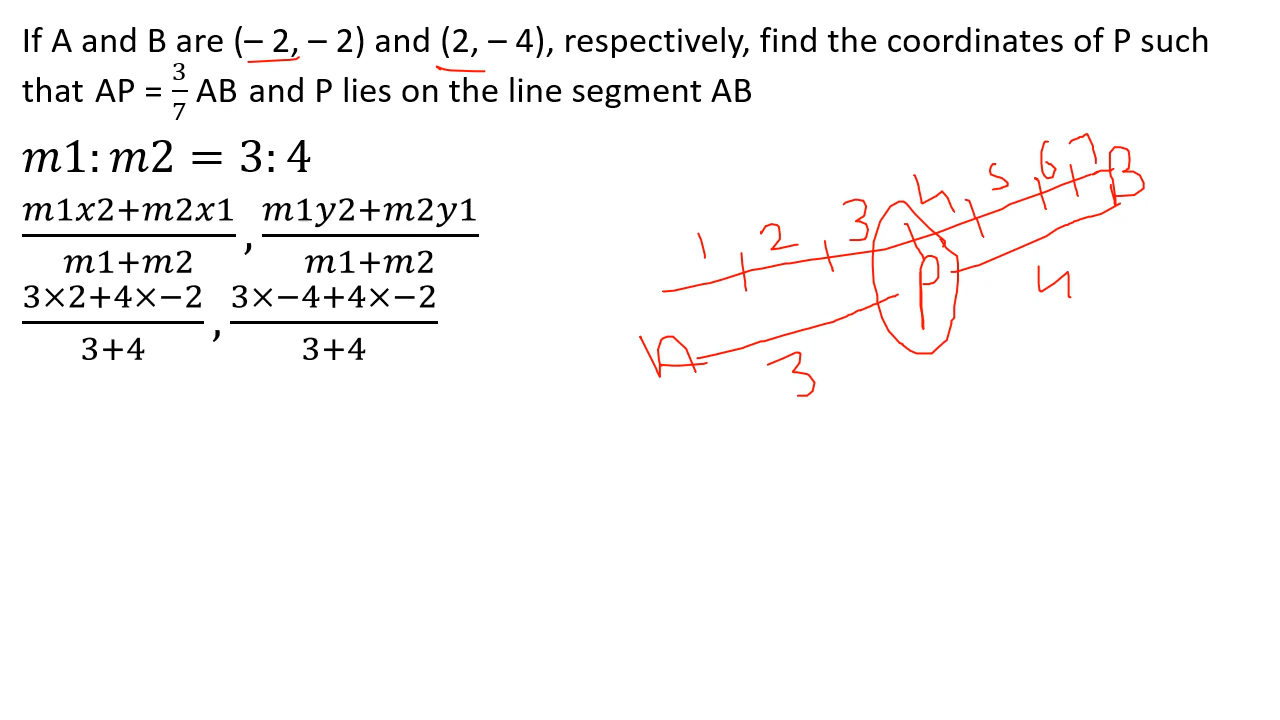 If A and B are (– 2, – 2) and (2, – 4), respectively, find the coordinates of P such
that AP = 3/7 AB and P lies on the line segment AB
m1: m2 = 3: 4
m1x2+m2x1 / m1+m2 , m1y2+m2y1 / m1+m2
3×2+4×−2 / 3+4 , 3×−4+4×−2 / 3+4
1 2 3 4 5 6 7 B
A 3 P 4